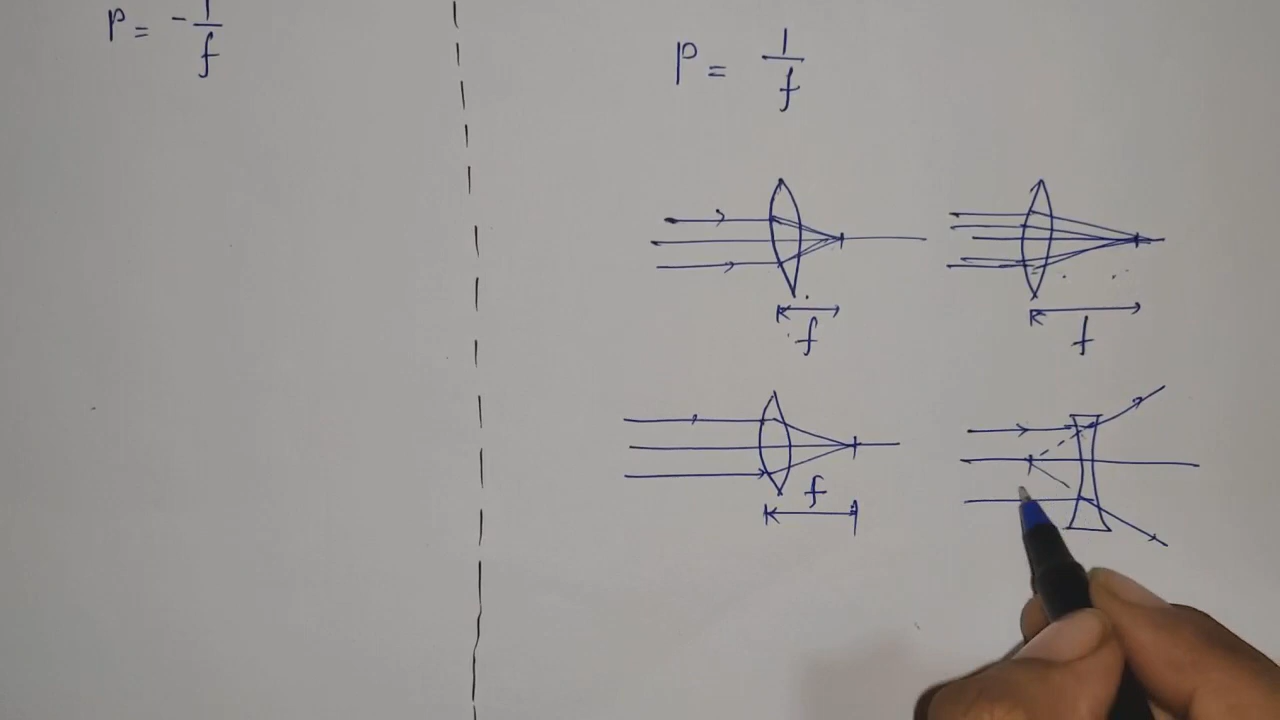 P = - 1/f
P = 1/f
f
f
f